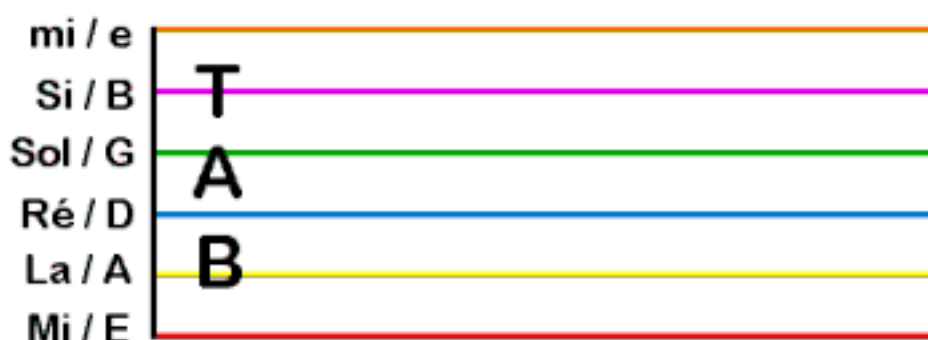 mi / e
Si / B
Sol / G
Ré / D
La / A
Mi / E
T
A
B